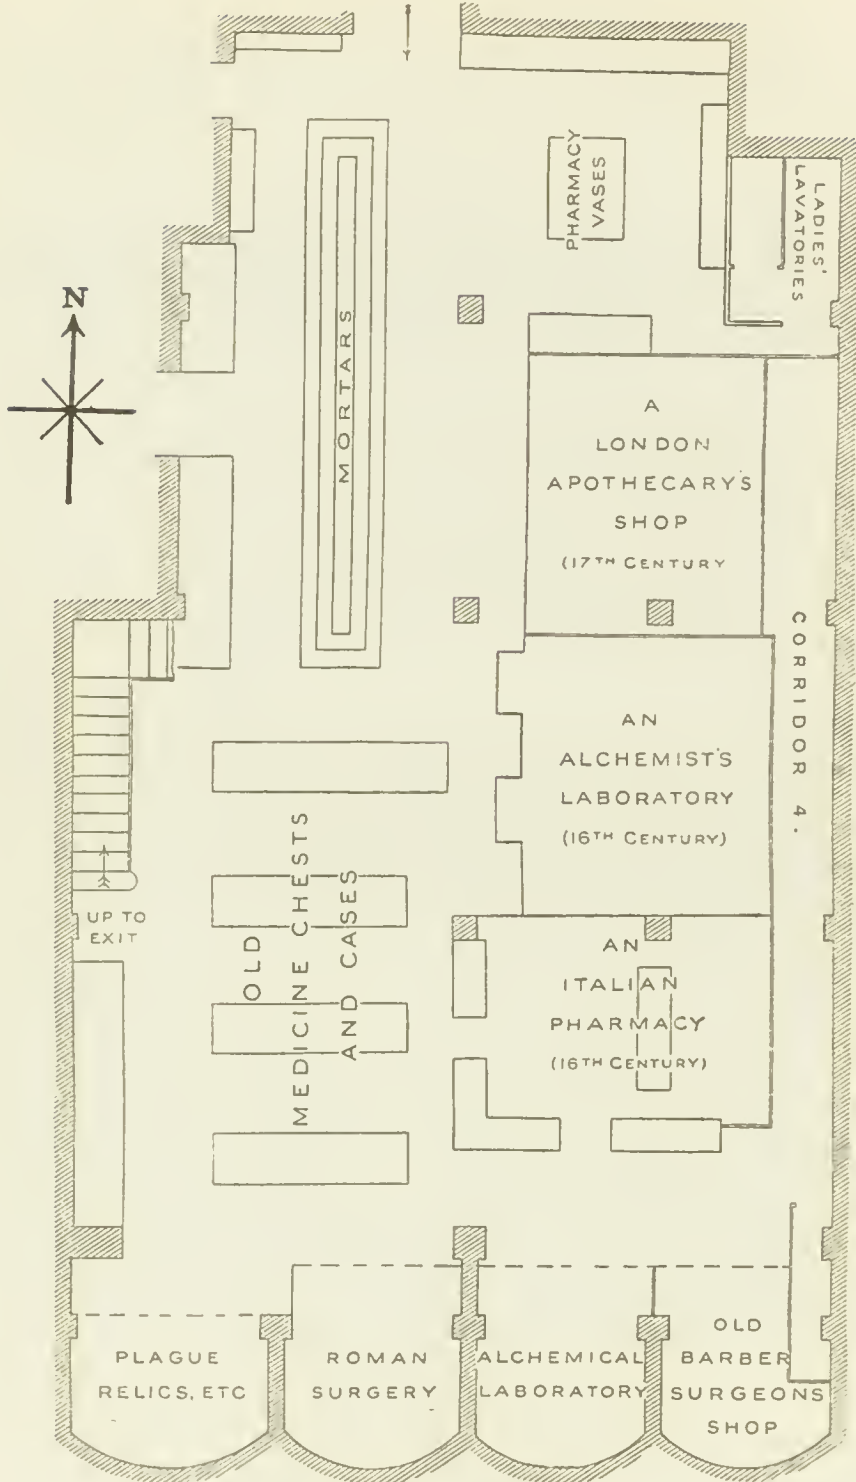 PHARMACY
VASES
LADIES'
LAVATORIES
N
MORTARS
A
LONDON
APOTHECARY'S
SHOP
(17TH CENTURY
CORRIDOR 4.
AN
ALCHEMIST'S
LABORATORY
(16TH CENTURY)
OLD
MEDICINE CHESTS
AND CASES
UP TO
EXIT
AN
ITALIAN
PHARMACY
(16TH CENTURY)
PLAGUE
RELICS, ETC
ROMAN
SURGERY
ALCHEMICAL
LABORATORY
OLD
BARBER
SURGEONS
SHOP